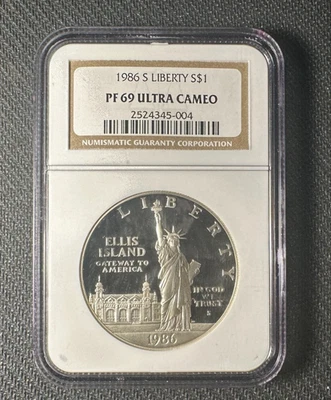 1986 S LIBERTY S$1
PF 69 ULTRA CAMEO
2524345-004
NUMISMATIC GUARANTY CORPORATION
LIBERTY
ELLIS
ISLAND
GATEWAY TO
AMERICA
IN GOD
WE
TRUST
S
1986